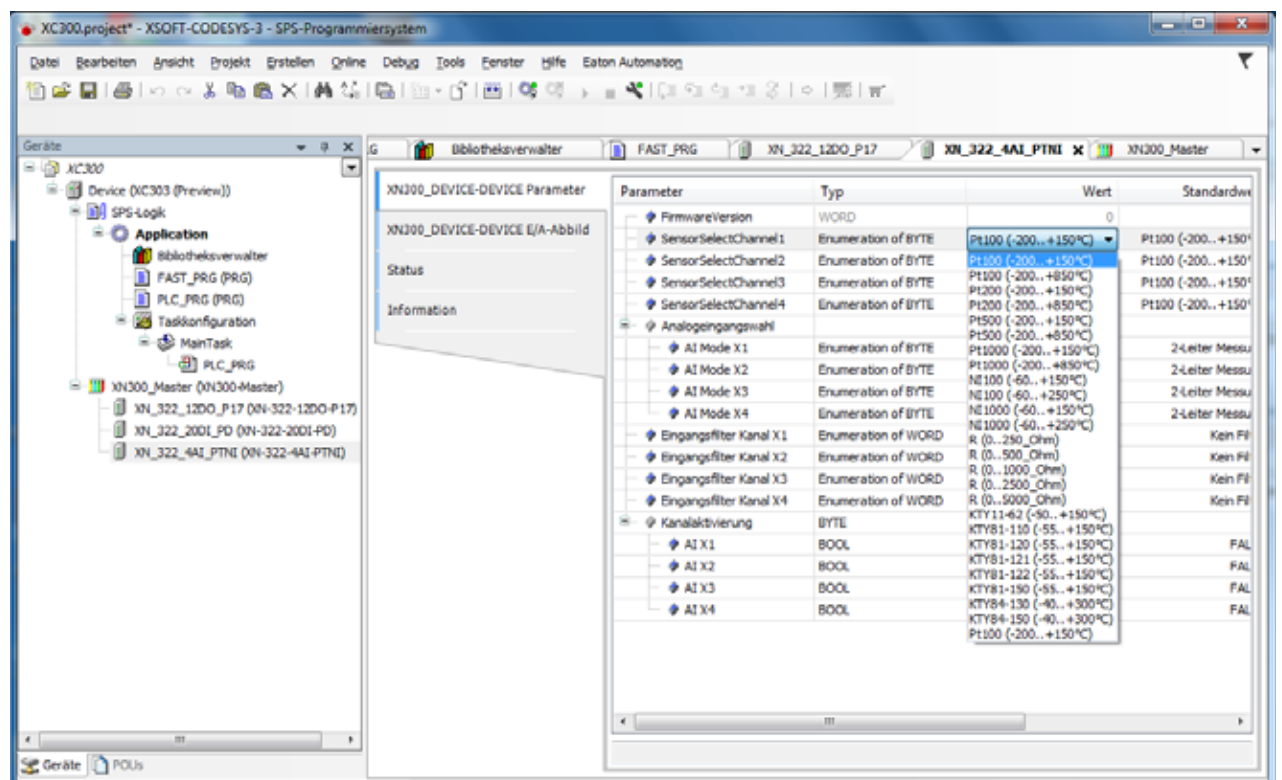 XC300.project* - XSOFT-CODESYS-3 - SPS-Programmiersystem
Datei Bearbeiten Ansicht Projekt Erstellen Online Debug Tools Fenster Hilfe Eaton Automation
Geräte
.G Bibliotheksverwalter FAST_PRG XN_322_12DO_P17 XN_322_4AI_PTNI XN300_Master
XC300
Device (XC303 (Preview))
SPS-Logik
Application
Bibliotheksverwalter
FAST_PRG (PRG)
PLC_PRG (PRG)
Taskkonfiguration
MainTask
PLC_PRG
XN300_Master (XN300-Master)
XN_322_12DO_P17 (XN-322-12DO-P17)
XN_322_20DI_PD (XN-322-20DI-PD)
XN_322_4AI_PTNI (XN-322-4AI-PTNI)
Geräte POUs
XN300_DEVICE-DEVICE Parameter
XN300_DEVICE-DEVICE E/A-Abbild
Status
Information
Parameter Typ Wert Standardwe
FirmwareVersion WORD 0
SensorSelectChannel1 Enumeration of BYTE Pt100 (-200..+150°C) Pt100 (-200..+150°
SensorSelectChannel2 Enumeration of BYTE Pt100 (-200..+150°
SensorSelectChannel3 Enumeration of BYTE Pt100 (-200..+150°
SensorSelectChannel4 Enumeration of BYTE Pt100 (-200..+150°
Analogeingangswahl
AI Mode X1 Enumeration of BYTE 2-Leiter Messu
AI Mode X2 Enumeration of BYTE 2-Leiter Messu
AI Mode X3 Enumeration of BYTE 2-Leiter Messu
AI Mode X4 Enumeration of BYTE 2-Leiter Messu
Eingangsfilter Kanal X1 Enumeration of WORD Kein Fil
Eingangsfilter Kanal X2 Enumeration of WORD Kein Fil
Eingangsfilter Kanal X3 Enumeration of WORD Kein Fil
Eingangsfilter Kanal X4 Enumeration of WORD Kein Fil
Kanalaktivierung BYTE
AI X1 BOOL FAL
AI X2 BOOL FAL
AI X3 BOOL FAL
AI X4 BOOL FAL
Pt100 (-200..+150°C)
Pt100 (-200..+850°C)
Pt200 (-200..+150°C)
Pt200 (-200..+850°C)
Pt500 (-200..+150°C)
Pt500 (-200..+850°C)
Pt1000 (-200..+150°C)
Pt1000 (-200..+850°C)
NI100 (-60..+150°C)
NI100 (-60..+250°C)
NI1000 (-60..+150°C)
NI1000 (-60..+250°C)
R (0..250_Ohm)
R (0..500_Ohm)
R (0..1000_Ohm)
R (0..2500_Ohm)
R (0..5000_Ohm)
KTY11-62 (-50..+150°C)
KTY81-110 (-55..+150°C)
KTY81-120 (-55..+150°C)
KTY81-121 (-55..+150°C)
KTY81-122 (-55..+150°C)
KTY81-150 (-55..+150°C)
KTY84-130 (-40..+300°C)
KTY84-150 (-40..+300°C)
Pt100 (-200..+150°C)